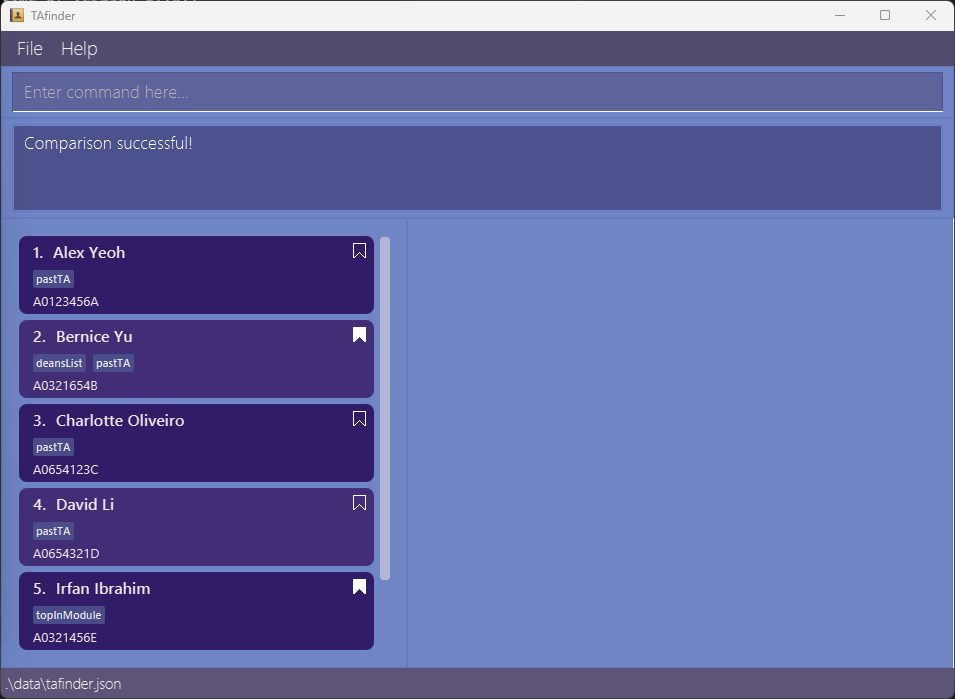 TAfinder
File Help
Enter command here...
Comparison successful!
1. Alex Yeoh
pastTA
A0123456A
2. Bernice Yu
deansList pastTA
A0321654B
3. Charlotte Oliveiro
pastTA
A0654123C
4. David Li
pastTA
A0654321D
5. Irfan Ibrahim
topInModule
A0321456E
.\data\tafinder.json